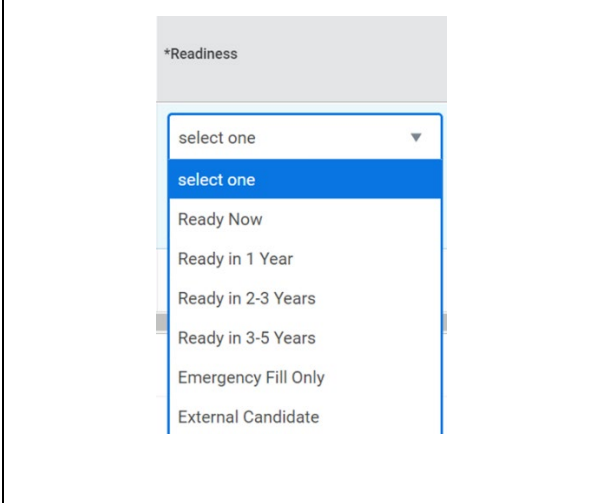 *Readiness
select one
select one
Ready Now
Ready in 1 Year
Ready in 2-3 Years
Ready in 3-5 Years
Emergency Fill Only
External Candidate